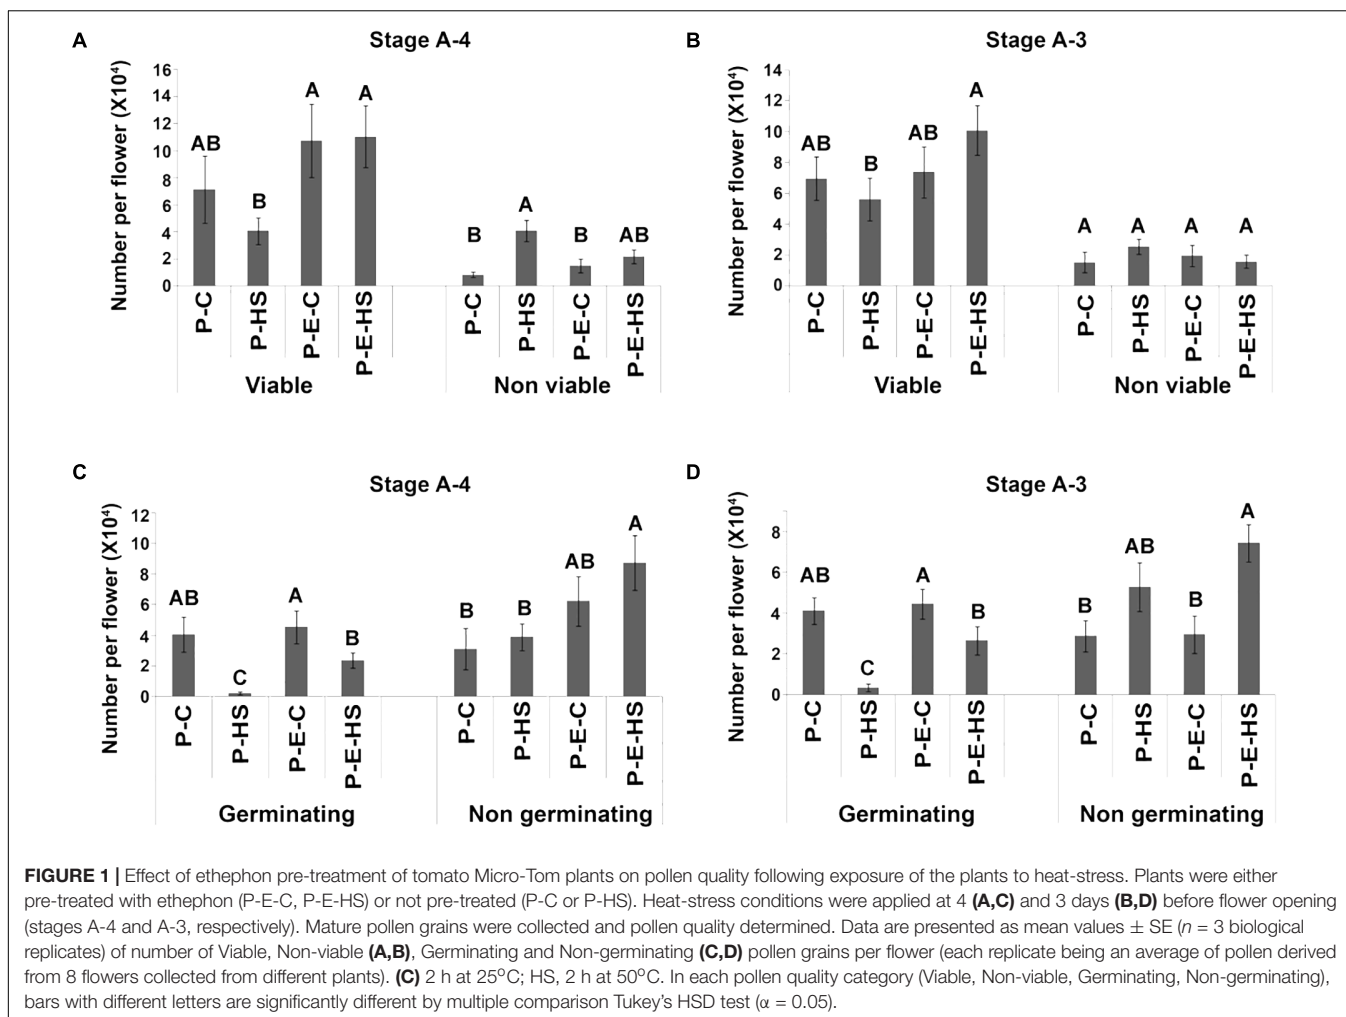 A
Stage A-4
Number per flower (X10⁴)
16
14
12
10
8
6
4
2
0
AB
B
A
A
B
A
B
AB
P-C
P-HS
P-E-C
P-E-HS
P-C
P-HS
P-E-C
P-E-HS
Viable
Non viable
B
Stage A-3
Number per flower (X10⁴)
14
12
10
8
6
4
2
0
AB
B
AB
A
A
A
A
A
P-C
P-HS
P-E-C
P-E-HS
P-C
P-HS
P-E-C
P-E-HS
Viable
Non viable
C
Stage A-4
Number per flower (X10⁴)
12
10
8
6
4
2
0
AB
C
A
B
B
B
AB
A
P-C
P-HS
P-E-C
P-E-HS
P-C
P-HS
P-E-C
P-E-HS
Germinating
Non germinating
D
Stage A-3
Number per flower (X10⁴)
8
6
4
2
0
AB
C
A
B
B
AB
B
A
P-C
P-HS
P-E-C
P-E-HS
P-C
P-HS
P-E-C
P-E-HS
Germinating
Non germinating
FIGURE 1 | Effect of ethephon pre-treatment of tomato Micro-Tom plants on pollen quality following exposure of the plants to heat-stress. Plants were either
pre-treated with ethephon (P-E-C, P-E-HS) or not pre-treated (P-C or P-HS). Heat-stress conditions were applied at 4 (A,C) and 3 days (B,D) before flower opening
(stages A-4 and A-3, respectively). Mature pollen grains were collected and pollen quality determined. Data are presented as mean values ± SE (n = 3 biological
replicates) of number of Viable, Non-viable (A,B), Germinating and Non-germinating (C,D) pollen grains per flower (each replicate being an average of pollen derived
from 8 flowers collected from different plants). (C) 2 h at 25°C; HS, 2 h at 50°C. In each pollen quality category (Viable, Non-viable, Germinating, Non-germinating),
bars with different letters are significantly different by multiple comparison Tukey's HSD test (α = 0.05).